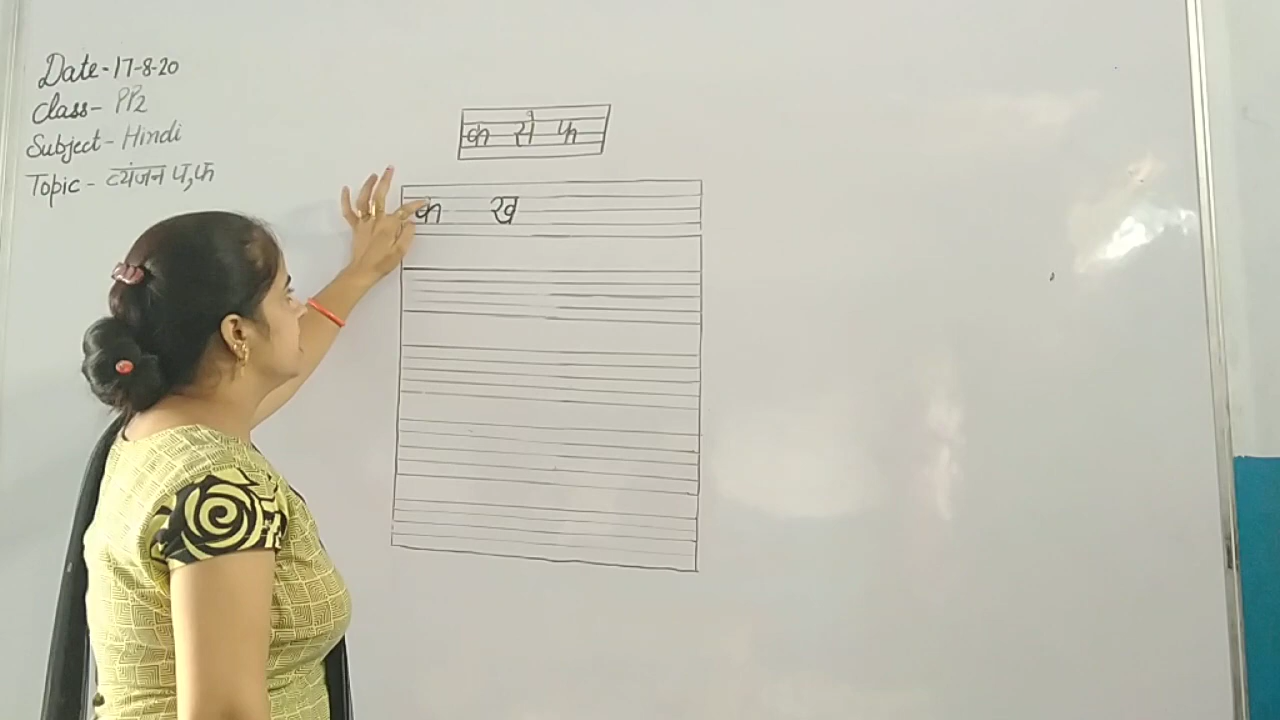 Date-17-8-20
Class- PP2
Subject- Hindi
Topic- व्यंजन प,फ
क से फ
क ख